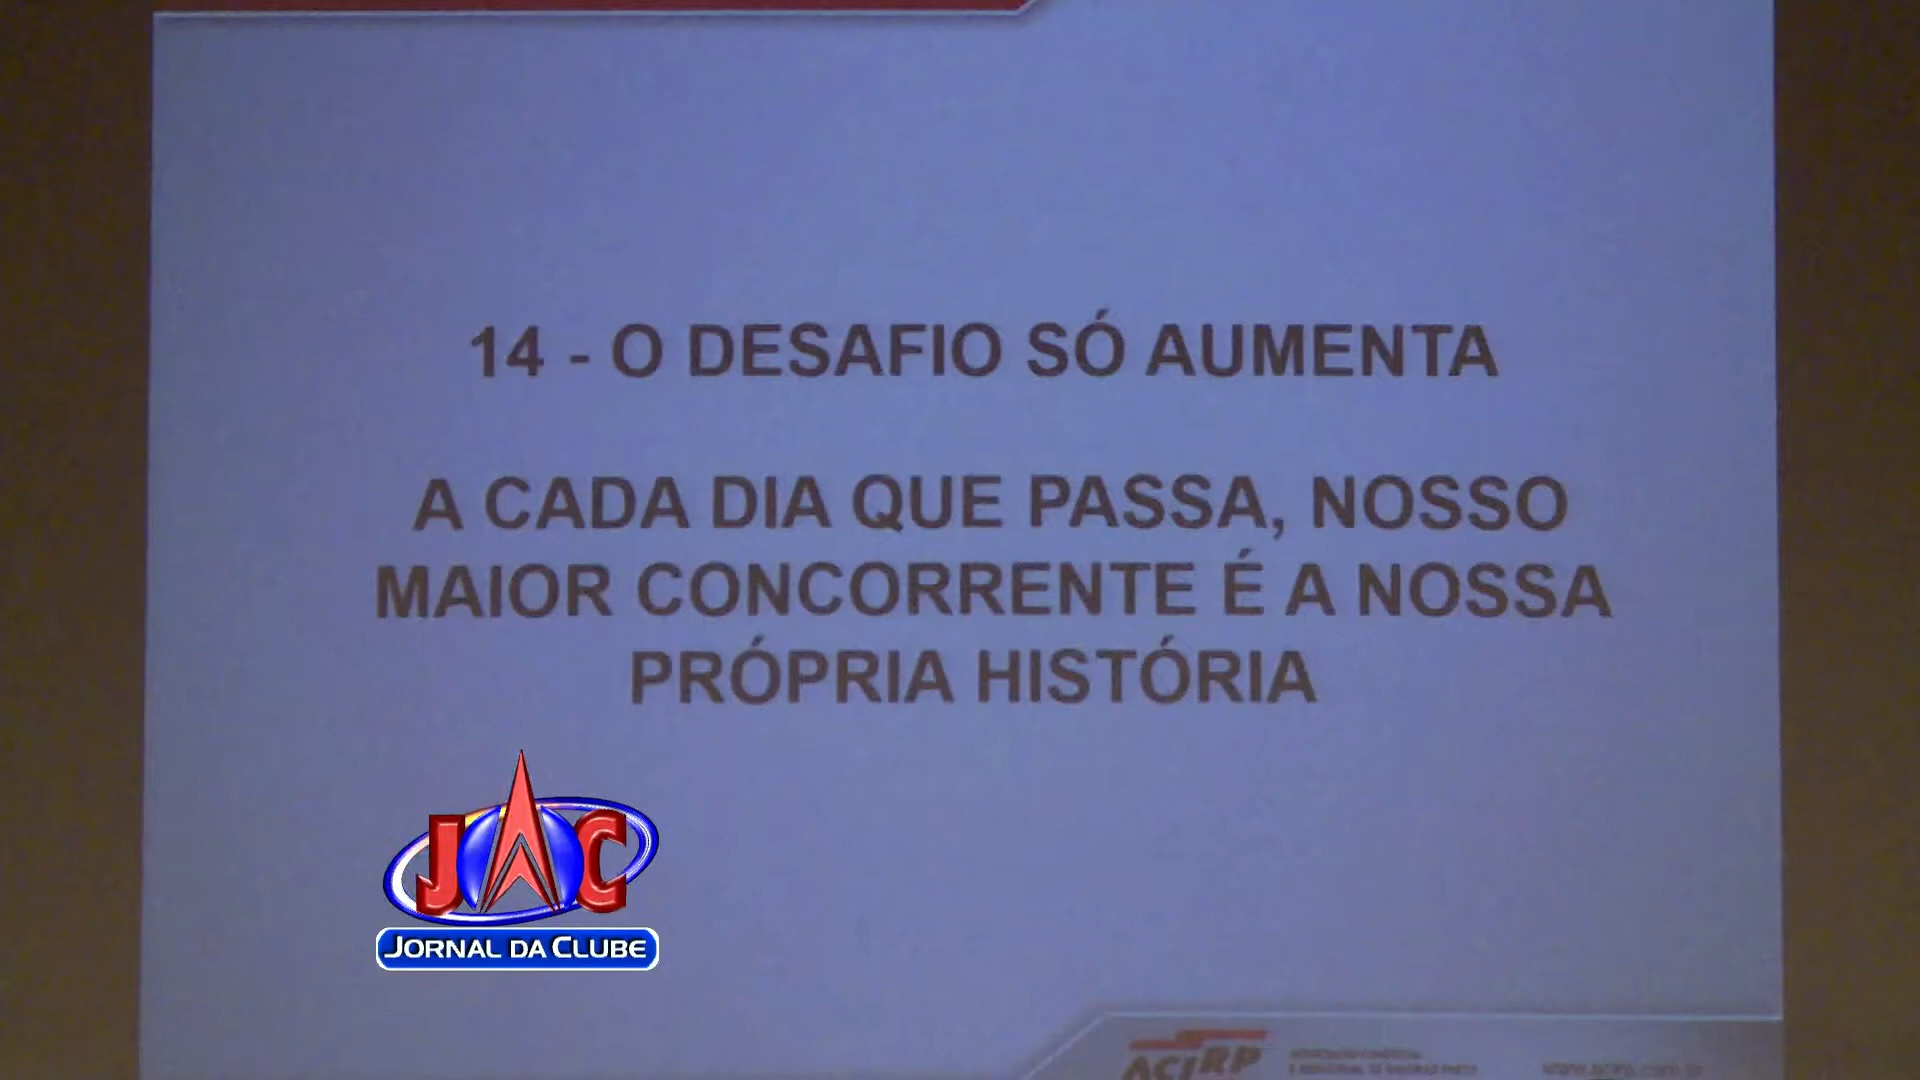 14 - O DESAFIO SÓ AUMENTA
A CADA DIA QUE PASSA, NOSSO
MAIOR CONCORRENTE É A NOSSA
PRÓPRIA HISTÓRIA
JAC
JORNAL DA CLUBE
ACIRP